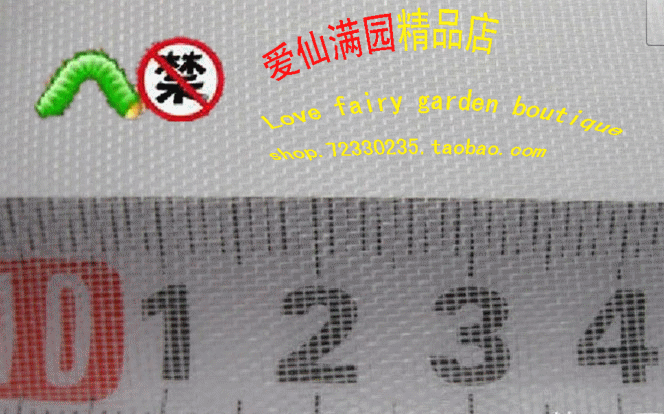 爱仙满园精品店
禁
Love fairy garden boutique
shop.72330235.taobao.com
0 1 2 3 4